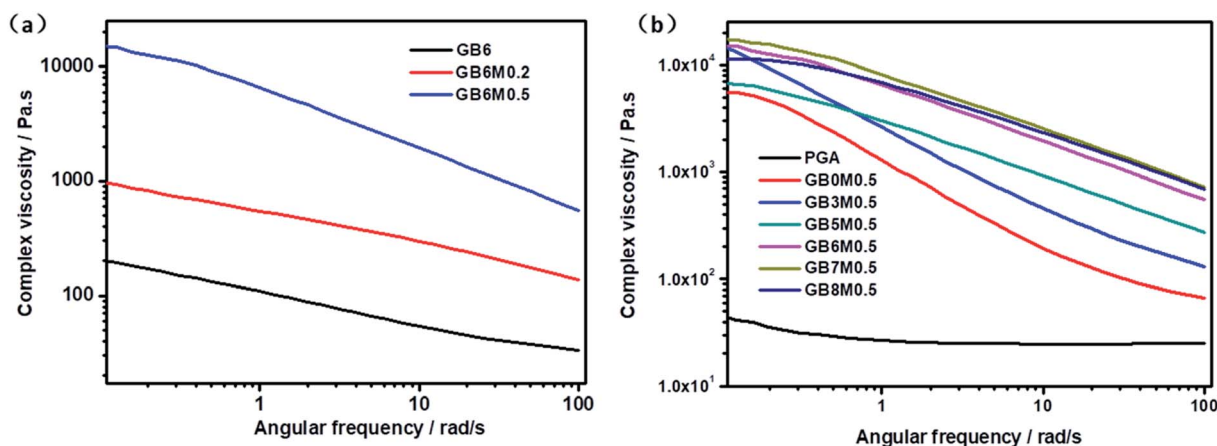 (a)
Complex viscosity / Pa.s
10000
1000
100
GB6
GB6M0.2
GB6M0.5
1
10
100
Angular frequency / rad/s
(b)
Complex viscosity / Pa.s
1.0x10⁴
1.0x10³
1.0x10²
1.0x10¹
PGA
GB0M0.5
GB3M0.5
GB5M0.5
GB6M0.5
GB7M0.5
GB8M0.5
1
10
100
Angular frequency / rad/s